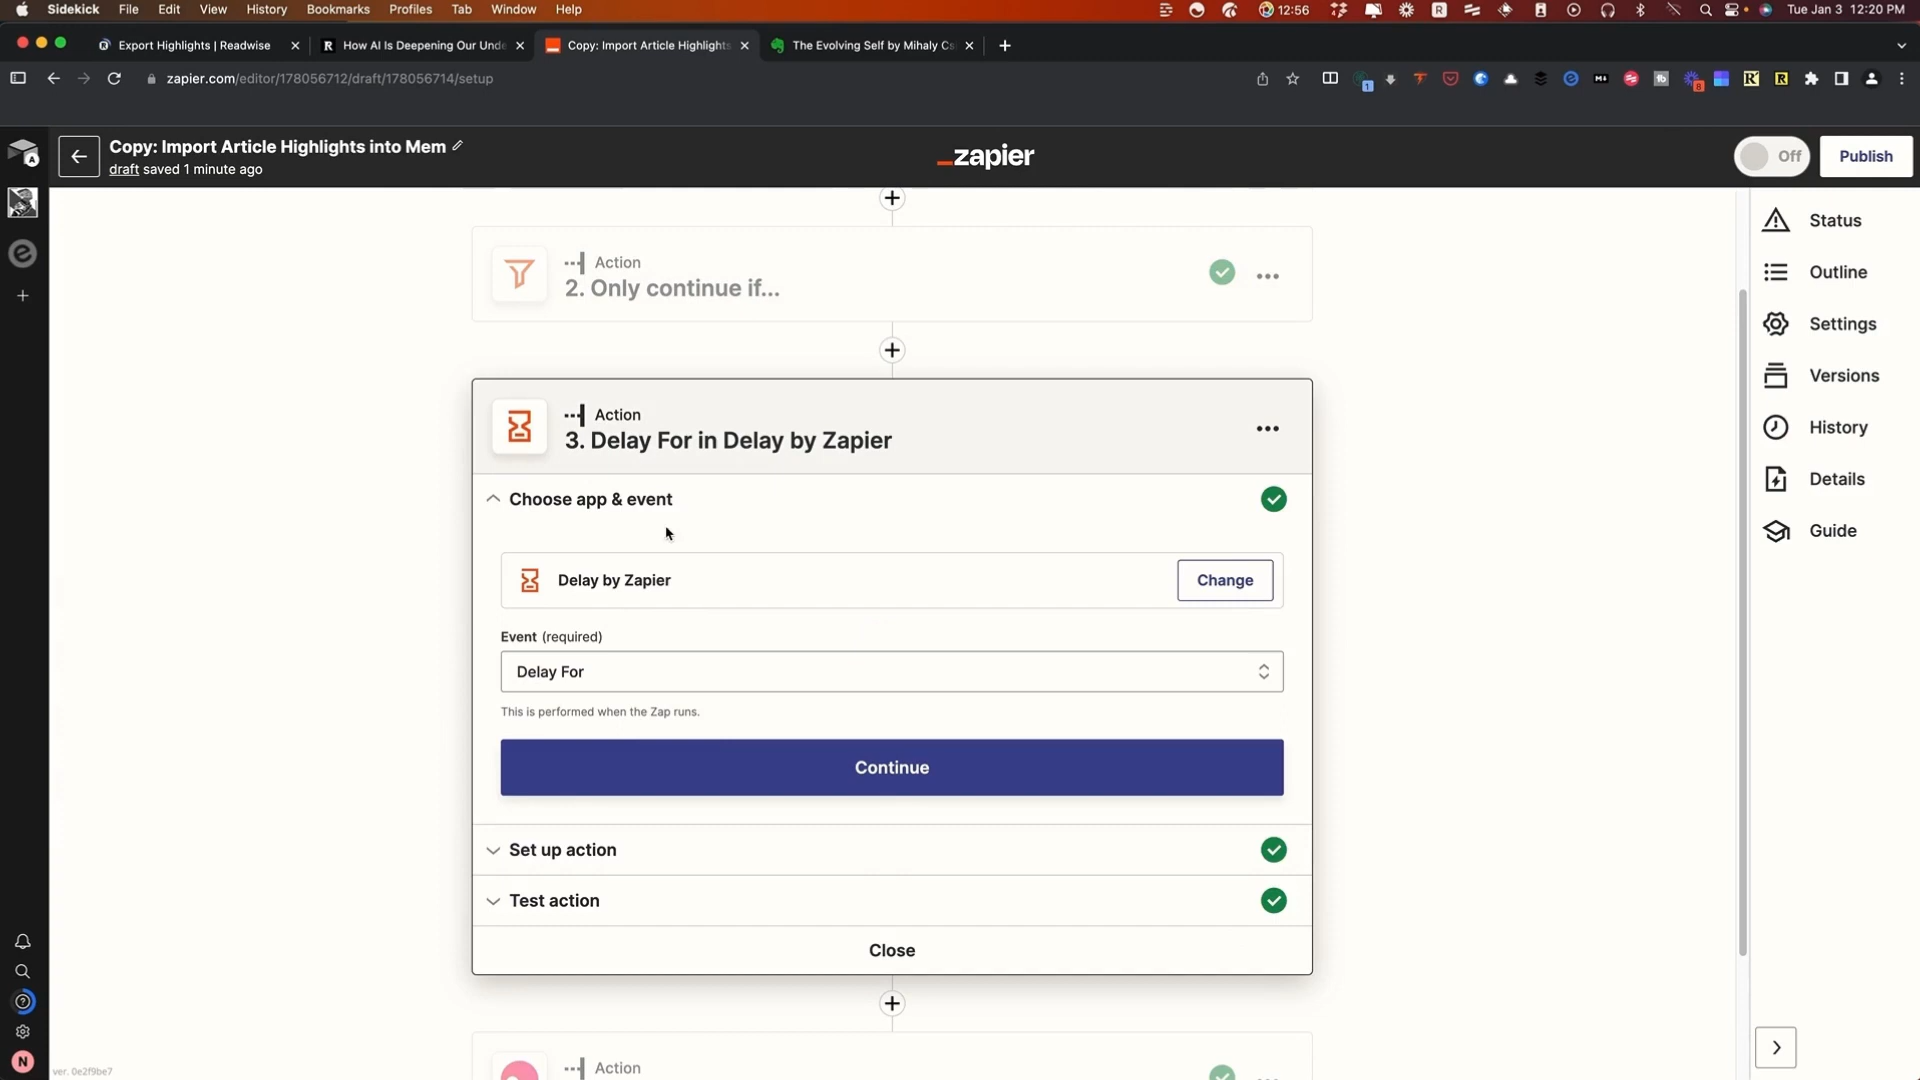 Sidekick File Edit View History Bookmarks Profiles Tab Window Help
12:56
Tue Jan 3 12:20 PM
Export Highlights | Readwise
How AI Is Deepening Our Unde
Copy: Import Article Highlights
The Evolving Self by Mihaly Cs
zapier.com/editor/178056712/draft/178056714/setup
Copy: Import Article Highlights into Mem
draft saved 1 minute ago
_zapier
Off
Publish
Action
2. Only continue if...
Action
3. Delay For in Delay by Zapier
Choose app & event
Delay by Zapier
Change
Event (required)
Delay For
This is performed when the Zap runs.
Continue
Set up action
Test action
Close
Action
Status
Outline
Settings
Versions
History
Details
Guide
N
ver. 0e2f9be7